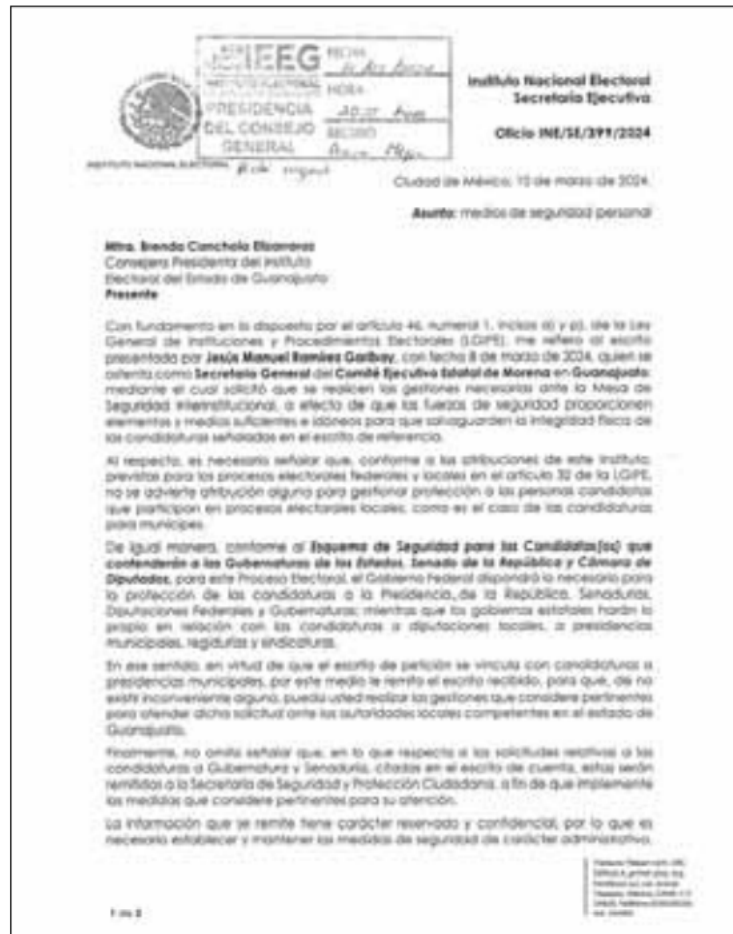 IEEG
FECHA
INSTITUTO ELECTORAL
HORA
PRESIDENCIA
DEL CONSEJO
RECIBIÓ
GENERAL
INSTITUTO NACIONAL ELECTORAL
Instituto Nacional Electoral
Secretaría Ejecutiva
Oficio INE/SE/399/2024
Ciudad de México, 10 de marzo de 2024.
Asunto: medios de seguridad personal
Mtra. Brenda Canchola Elizarraraz
Consejera Presidenta del Instituto
Electoral del Estado de Guanajuato
Presente
Con fundamento en lo dispuesto por el artículo 46, numeral 1, incisos a) y p), de la Ley
General de Instituciones y Procedimientos Electorales (LGIPE), me refiero al escrito
presentado por Jesús Manuel Ramírez Garibay, con fecha 8 de marzo de 2024, quien se
ostenta como Secretario General del Comité Ejecutivo Estatal de Morena en Guanajuato;
mediante el cual solicitó que se realicen las gestiones necesarias ante la Mesa de
Seguridad Interinstitucional, a efecto de que las fuerzas de seguridad proporcionen
elementos y medios suficientes e idóneos para que salvaguarden la integridad física de
las candidaturas señaladas en el escrito de referencia.
Al respecto, es necesario señalar que, conforme a las atribuciones de este Instituto,
previstas para los procesos electorales federales y locales en el artículo 32 de la LGIPE,
no se advierte atribución alguna para gestionar protección a las personas candidatas
que participan en procesos electorales locales, como es el caso de las candidaturas
para munícipes.
De igual manera, conforme al Esquema de Seguridad para las Candidatas(os) que
contenderán a las Gubernaturas de los Estados, Senado de la República y Cámara de
Diputados, para este Proceso Electoral, el Gobierno Federal dispondrá lo necesario para
la protección de las candidaturas a la Presidencia de la República, Senadurías,
Diputaciones Federales y Gubernaturas; mientras que los gobiernos estatales harán lo
propio en relación con las candidaturas a diputaciones locales, a presidencias
municipales, regidurías y sindicaturas.
En ese sentido, en virtud de que el escrito de petición se vincula con candidaturas a
presidencias municipales, por este medio le remito el escrito recibido, para que, de no
existir inconveniente alguno, pueda usted realizar las gestiones que considere pertinentes
para atender dicha solicitud ante las autoridades locales competentes en el estado de
Guanajuato.
Finalmente, no omito señalar que, en lo que respecta a las solicitudes relativas a las
candidaturas a Gubernatura y Senaduría, citadas en el escrito de cuenta, estas serán
remitidas a la Secretaría de Seguridad y Protección Ciudadana, a fin de que implemente
las medidas que considere pertinentes para su atención.
La información que se remite tiene carácter reservado y confidencial, por lo que es
necesario establecer y mantener las medidas de seguridad de carácter administrativo,
1 de 2